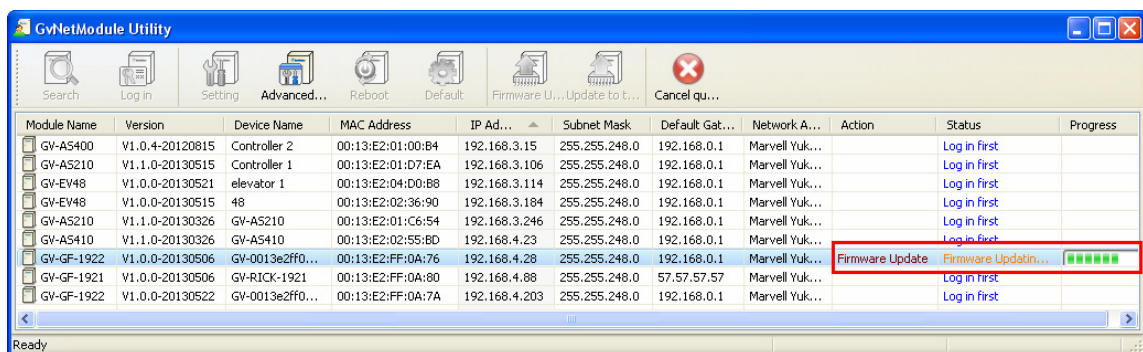 GvNetModule Utility
Search Log in Setting Advanced... Reboot Default Firmware U... Update to t... Cancel qu...
Module Name Version Device Name MAC Address IP Ad... Subnet Mask Default Gat... Network A... Action Status Progress
GV-AS400 V1.0.4-20120815 Controller 2 00:13:E2:01:00:B4 192.168.3.15 255.255.248.0 192.168.0.1 Marvell Yuk... Log in first
GV-AS210 V1.1.0-20130515 Controller 1 00:13:E2:01:D7:EA 192.168.3.106 255.255.248.0 192.168.0.1 Marvell Yuk... Log in first
GV-EV48 V1.0.0-20130521 elevator 1 00:13:E2:04:D0:B8 192.168.3.114 255.255.248.0 192.168.0.1 Marvell Yuk... Log in first
GV-EV48 V1.0.0-20130515 48 00:13:E2:02:36:90 192.168.3.184 255.255.248.0 192.168.0.1 Marvell Yuk... Log in first
GV-AS210 V1.1.0-20130326 GV-AS210 00:13:E2:01:C6:54 192.168.3.246 255.255.248.0 192.168.0.1 Marvell Yuk... Log in first
GV-AS410 V1.1.0-20130326 GV-AS410 00:13:E2:02:55:BD 192.168.4.23 255.255.248.0 192.168.0.1 Marvell Yuk... Log in first
GV-GF-1922 V1.0.0-20130506 GV-0013e2ff0... 00:13:E2:FF:0A:76 192.168.4.28 255.255.248.0 192.168.0.1 Marvell Yuk... Firmware Update Firmware Updatin...
GV-GF-1921 V1.0.0-20130506 GV-RICK-1921 00:13:E2:FF:0A:80 192.168.4.88 255.255.248.0 57.57.57.57 Marvell Yuk... Log in first
GV-GF-1922 V1.0.0-20130522 GV-0013e2ff0... 00:13:E2:FF:0A:7A 192.168.4.203 255.255.248.0 192.168.0.1 Marvell Yuk... Log in first
Ready